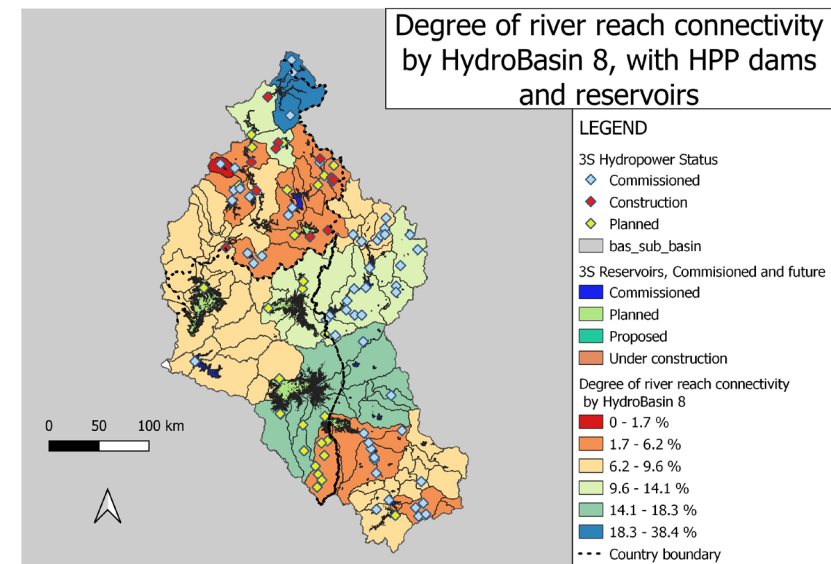 Degree of river reach connectivity
by HydroBasin 8, with HPP dams
and reservoirs
LEGEND
3S Hydropower Status
Commissioned
Construction
Planned
bas_sub_basin
3S Reservoirs, Commisioned and future
Commissioned
Planned
Proposed
Under construction
Degree of river reach connectivity
by HydroBasin 8
0 - 1.7 %
1.7 - 6.2 %
6.2 - 9.6 %
9.6 - 14.1 %
14.1 - 18.3 %
18.3 - 38.4 %
Country boundary
0 50 100 km